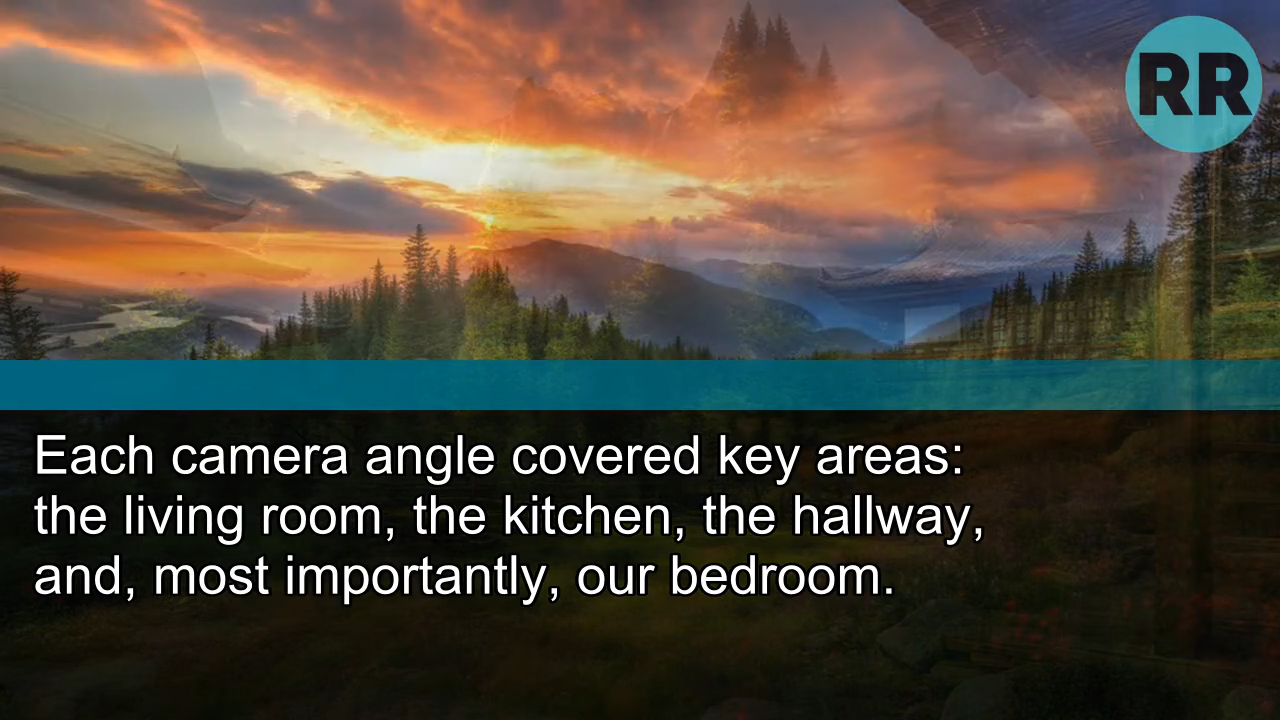 RR
Each camera angle covered key areas:
the living room, the kitchen, the hallway,
and, most importantly, our bedroom.